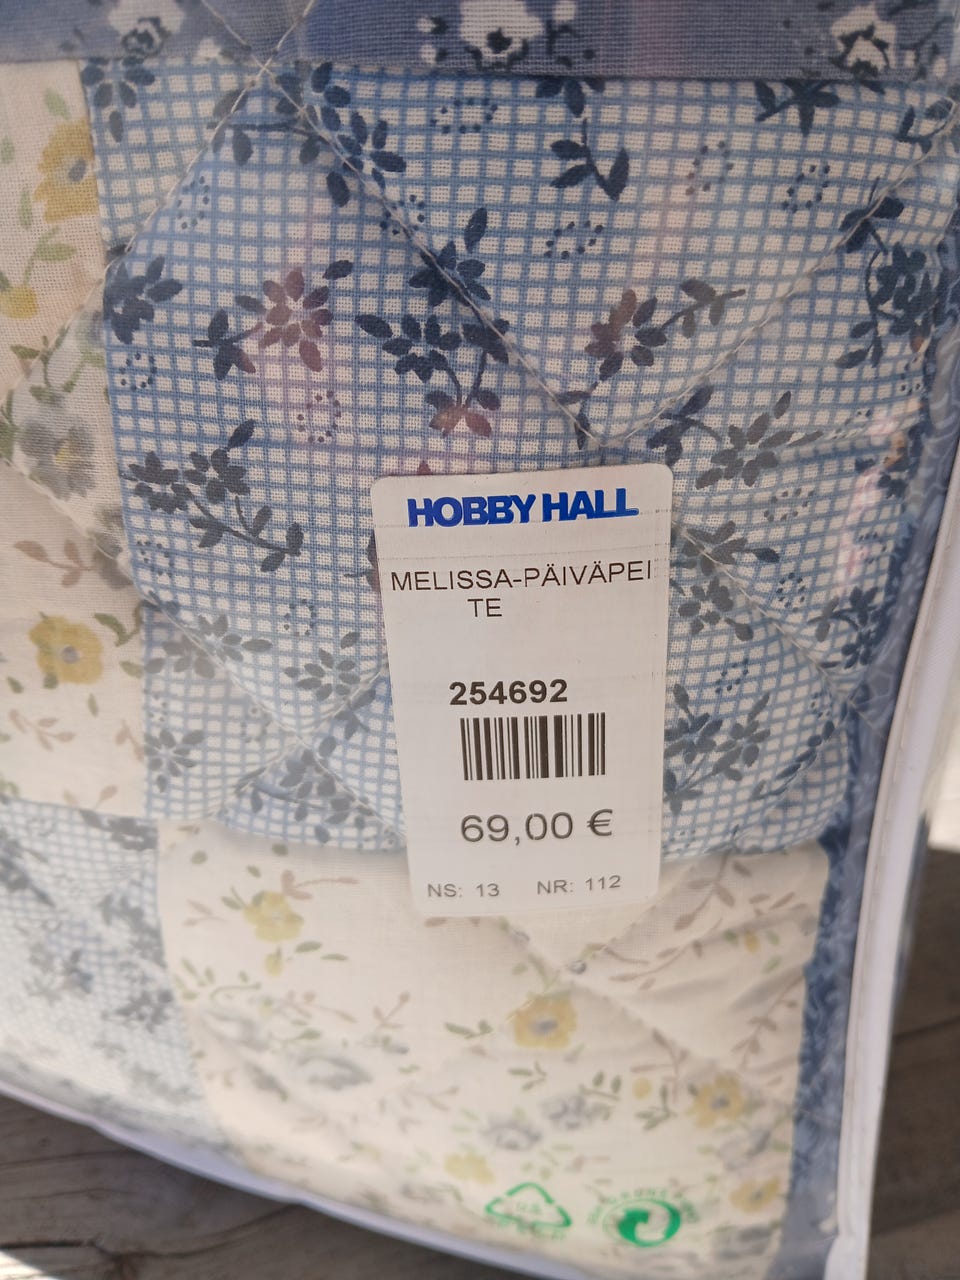 HOBBY HALL
MELISSA-PÄIVÄPEI
TE
254692
69,00 €
NS: 13 NR: 112